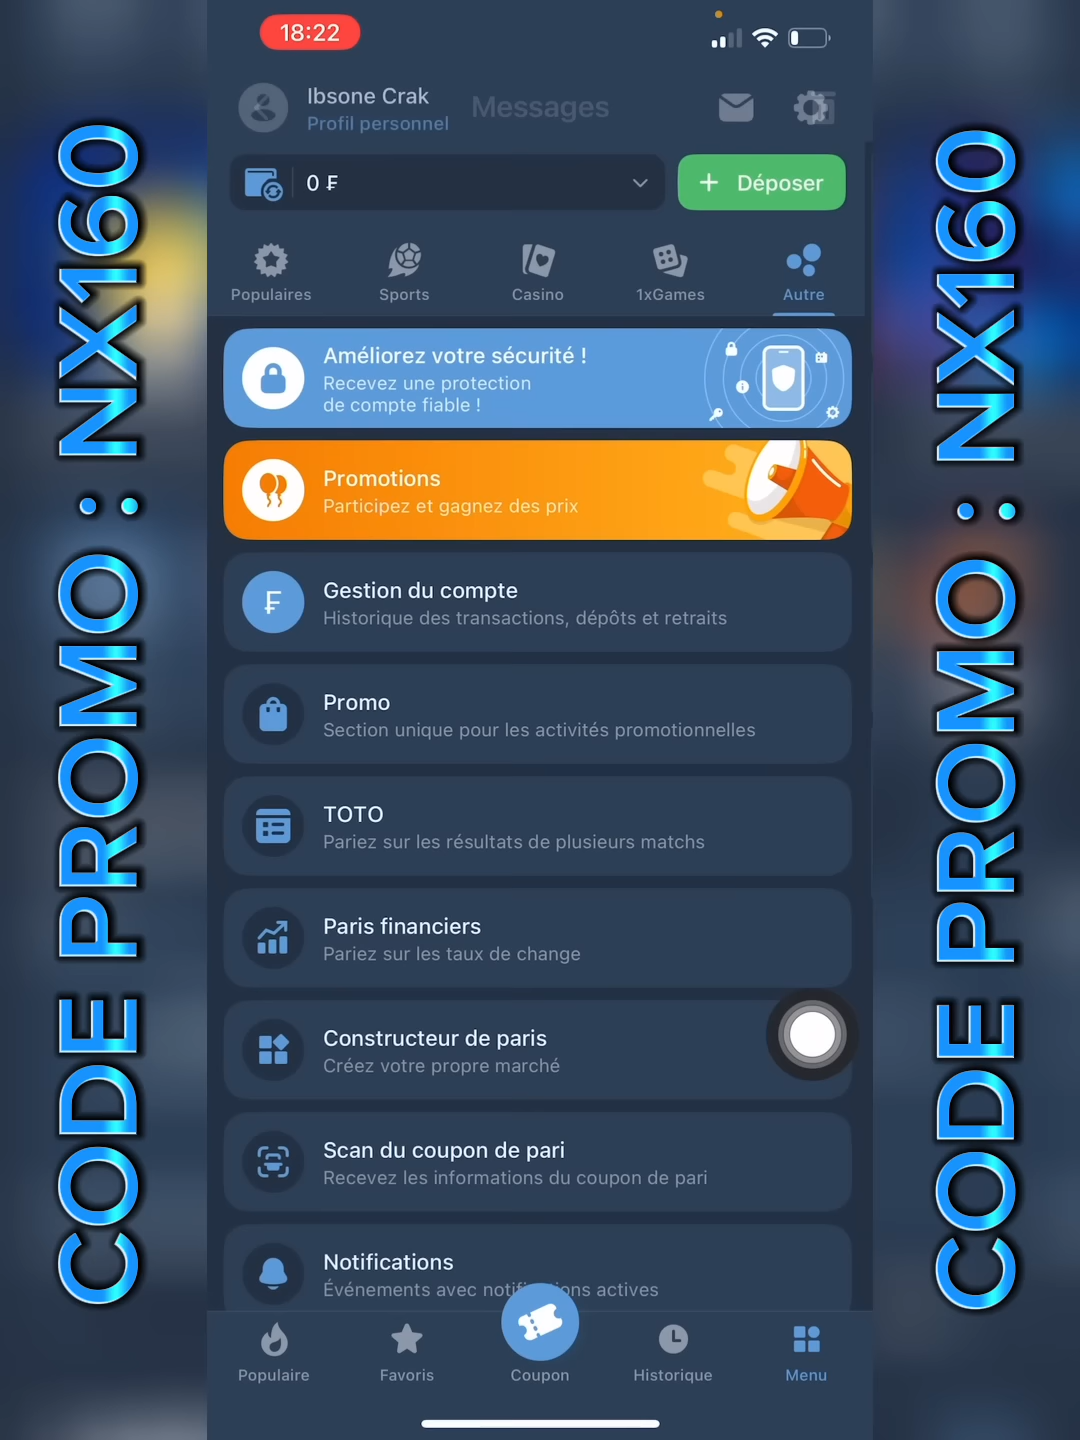 18:22
Ibsone Crak
Messages
Profil personnel
0 ₣
+ Déposer
Populaires
Sports
Casino
1xGames
Autre
Améliorez votre sécurité !
Recevez une protection
de compte fiable !
Promotions
Participez et gagnez des prix
Gestion du compte
Historique des transactions, dépôts et retraits
Promo
Section unique pour les activités promotionnelles
TOTO
Pariez sur les résultats de plusieurs matchs
Paris financiers
Pariez sur les taux de change
Constructeur de paris
Créez votre propre marché
Scan du coupon de pari
Recevez les informations du coupon de pari
Notifications
Événements avec notifications actives
Populaire
Favoris
Coupon
Historique
Menu
CODE PROMO : NX160
CODE PROMO : NX160